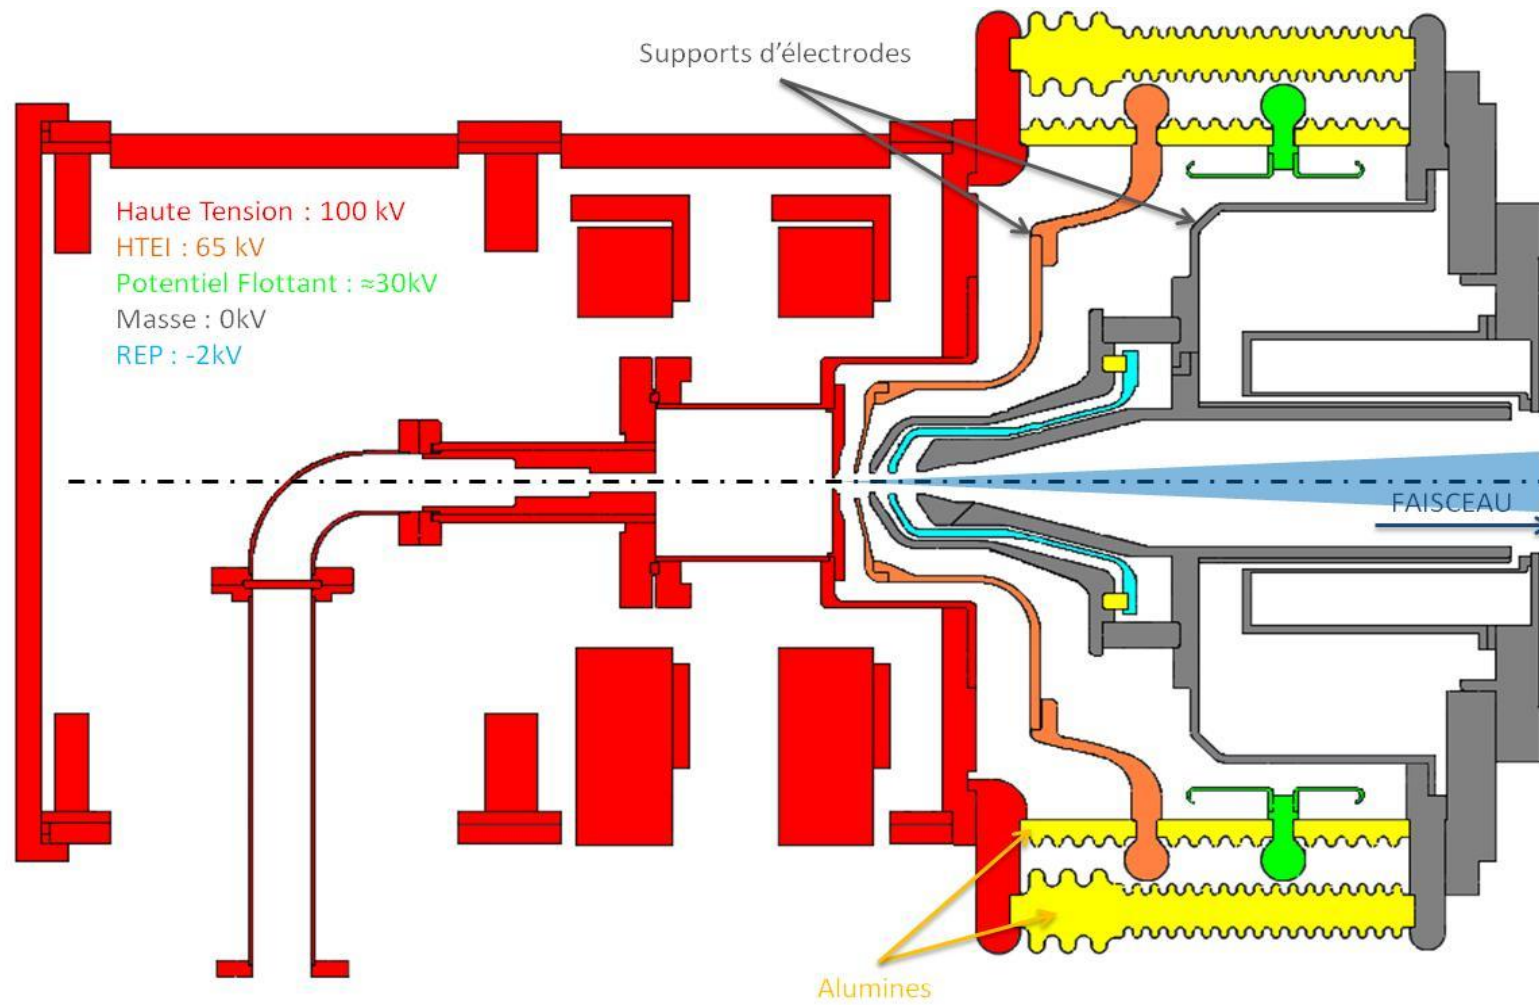 Supports d'électrodes
Haute Tension : 100 kV
HTEI : 65 kV
Potentiel Flottant : ≈30kV
Masse : 0kV
REP : -2kV
FAISCEAU
Alumines